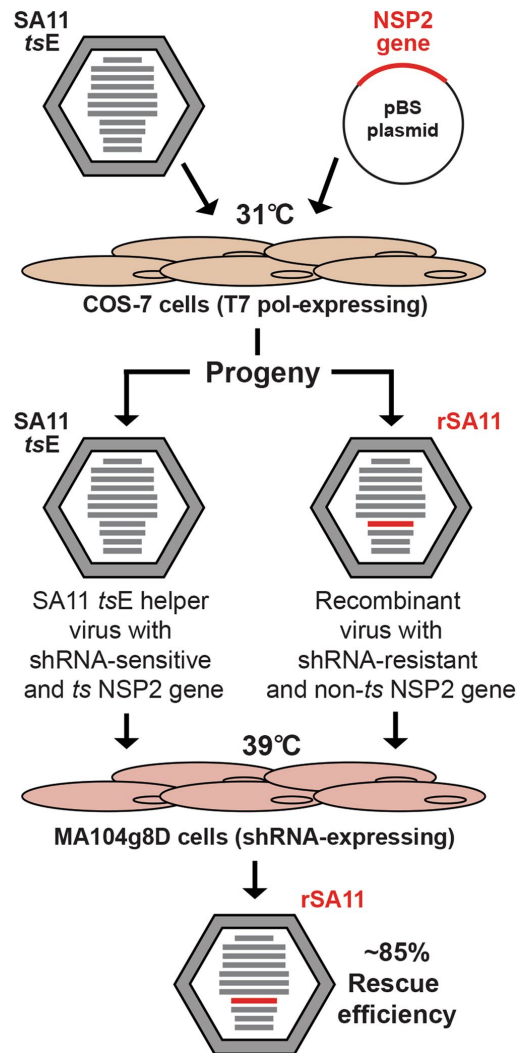 SA11
tsE
NSP2
gene
pBS
plasmid
31°C
COS-7 cells (T7 pol-expressing)
Progeny
SA11
tsE
rSA11
SA11 tsE helper
virus with
shRNA-sensitive
and ts NSP2 gene
Recombinant
virus with
shRNA-resistant
and non-ts NSP2 gene
39°C
MA104g8D cells (shRNA-expressing)
rSA11
~85%
Rescue
efficiency